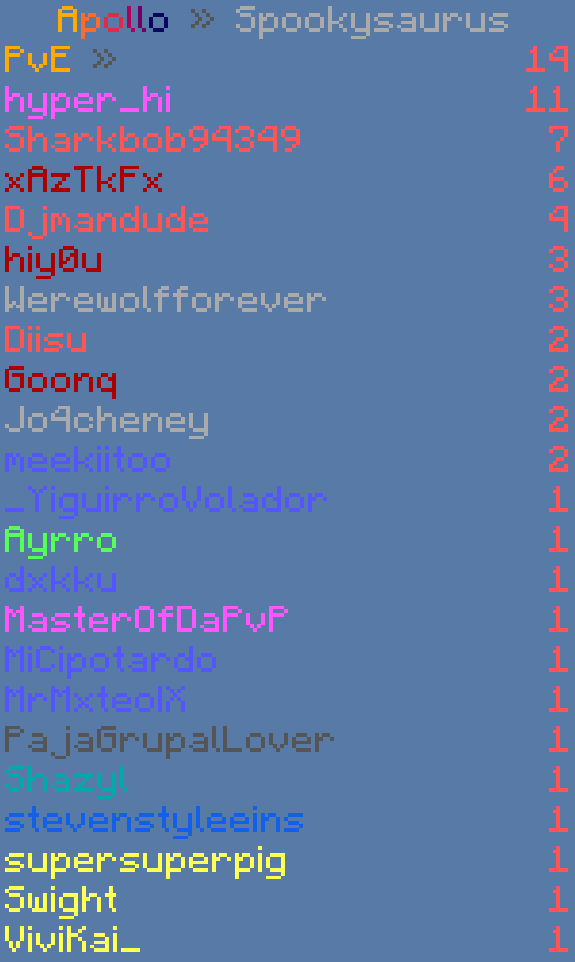 Apollo » Spookysaurus
PvE » 14
hyper_hi 11
Sharkbob94349 7
xAzTkFx 6
Djmandude 4
hiy0u 3
Werewolfforever 3
Diisu 2
Goonq 2
Jo4cheney 2
meekiitoo 2
_YiguirroVolador 1
Ayrro 1
dxkku 1
MasterOfDaPvP 1
MiCipotardo 1
MrMxteoIX 1
PajaGrupalLover 1
Shazyl 1
stevenstyleeins 1
supersuperpig 1
Swight 1
ViviKai_ 1